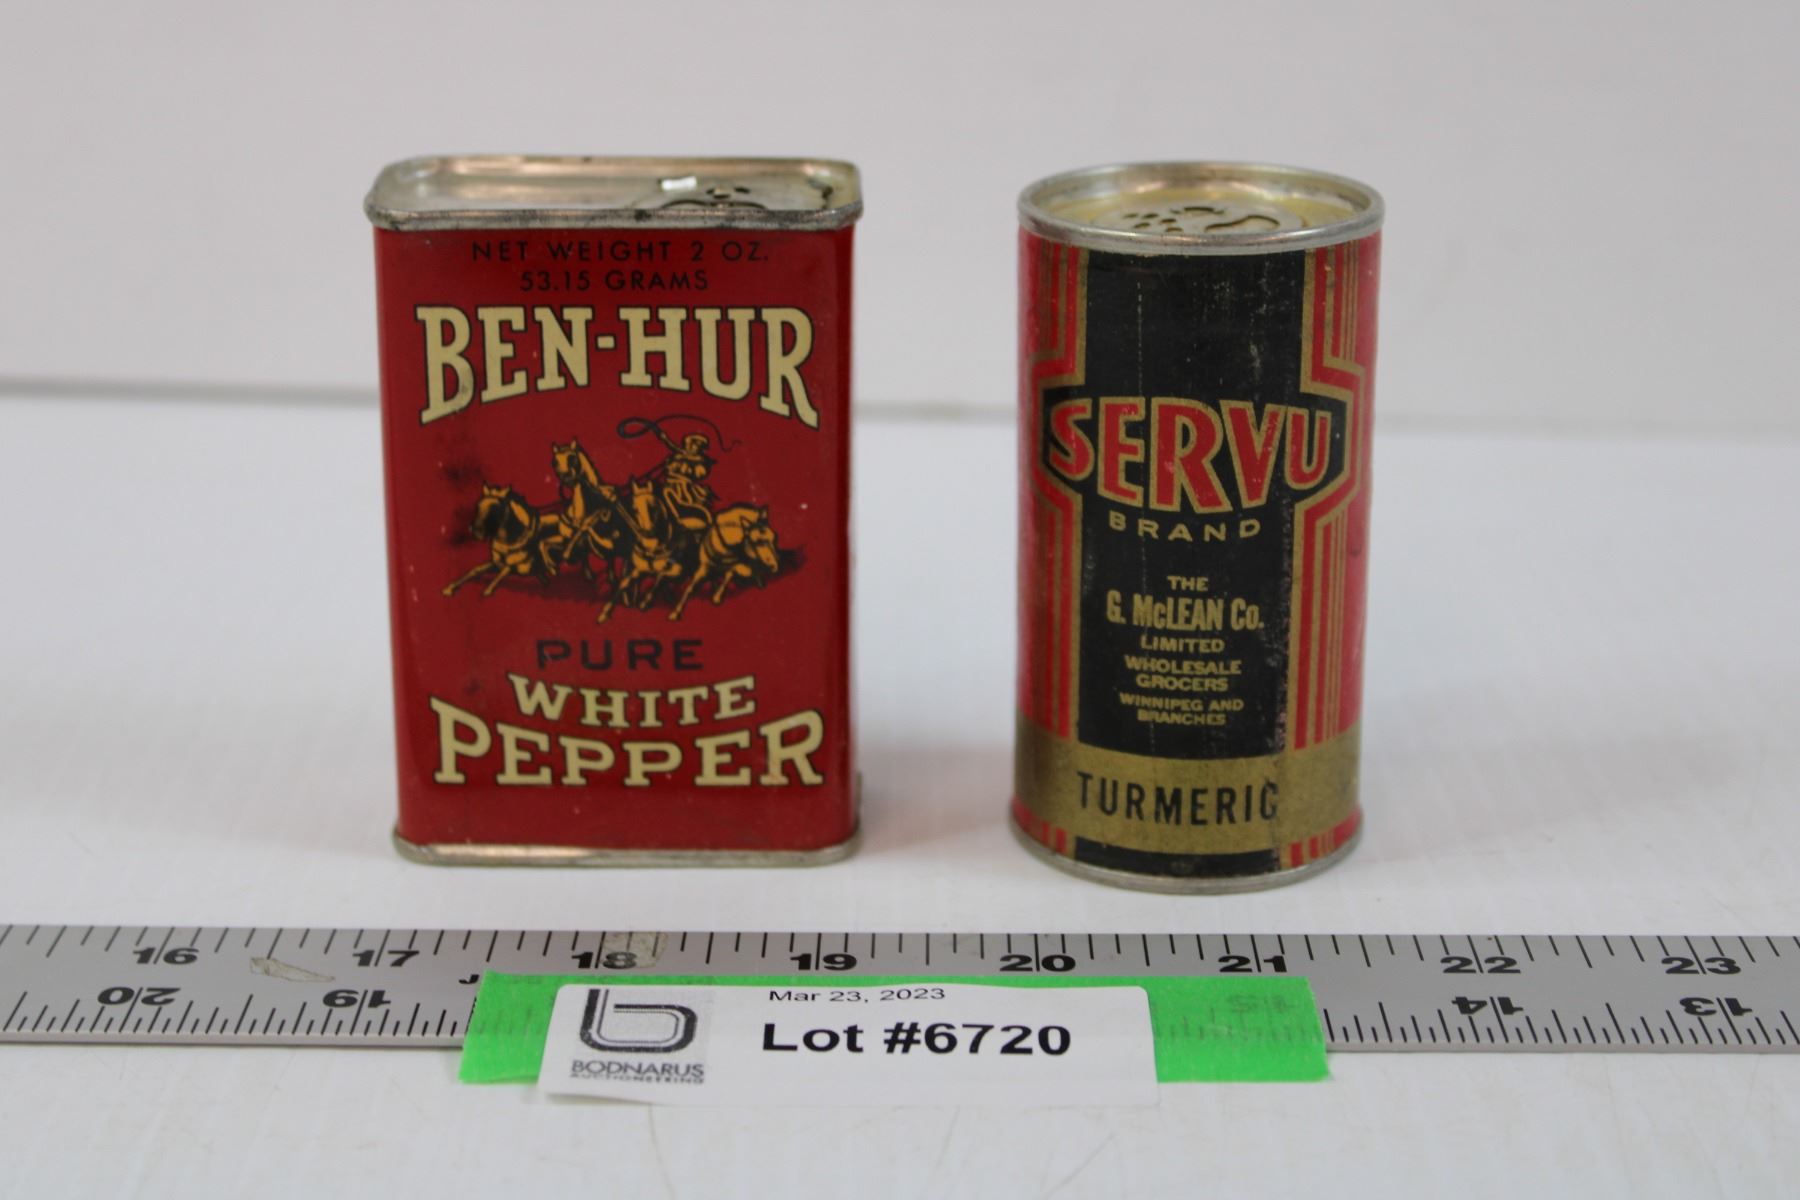 NET WEIGHT 2 OZ.
53.15 GRAMS
BEN-HUR
PURE
WHITE
PEPPER
SERVU
BRAND
THE
G. McLEAN Co.
LIMITED
WHOLESALE
GROCERS
WINNIPEG AND
BRANCHES
TURMERIC
16 17 18 19 20 21 22 23
20 19 15 14 13
Mar 23, 2023
Lot #6720
BODNARUS
AUCTIONEERING